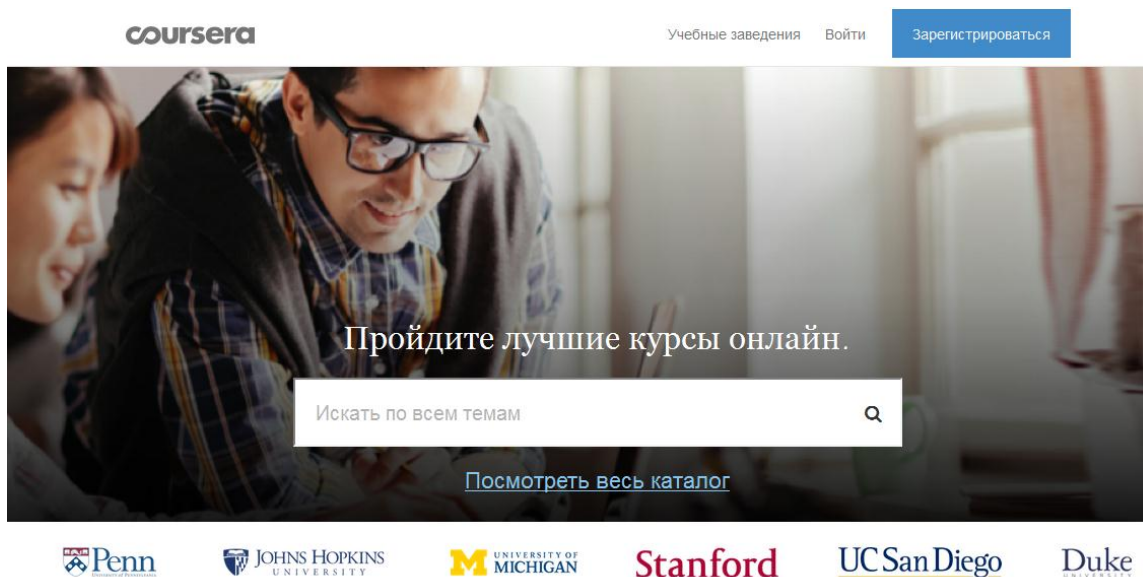 coursera
Учебные заведения Войти Зарегистрироваться
Пройдите лучшие курсы онлайн.
Искать по всем темам
Посмотреть весь каталог
Penn
JOHNS HOPKINS
UNIVERSITY
M UNIVERSITY OF
MICHIGAN
Stanford
UC San Diego
Duke
UNIVERSITY